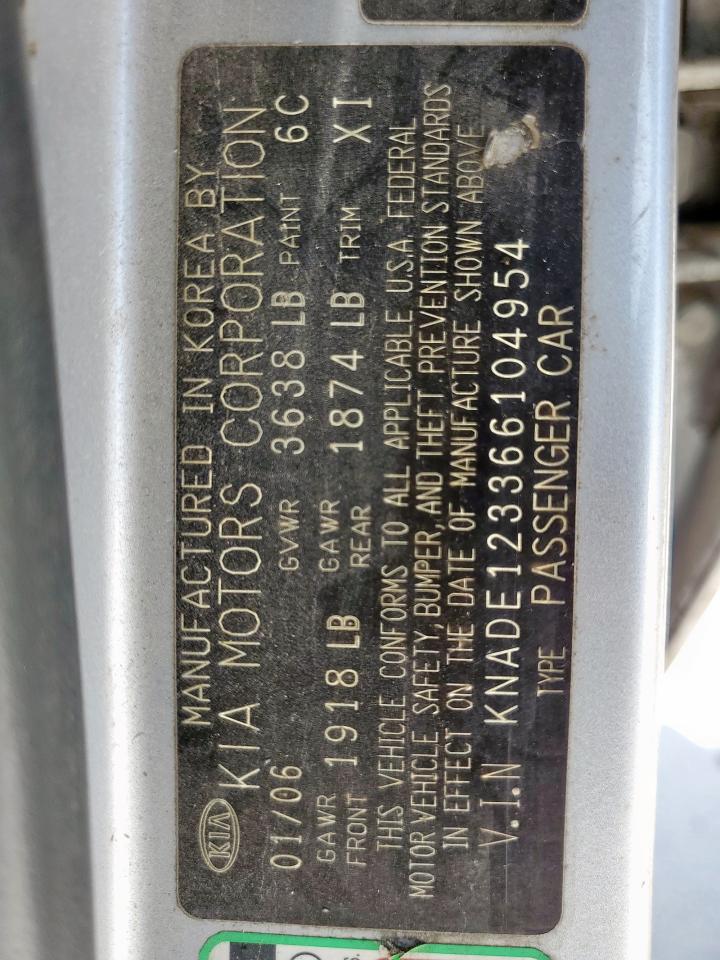 KIA
MANUFACTURED IN KOREA BY
KIA MOTORS CORPORATION
01/06 GVWR 3638 LB PAINT 6C
GAWR FRONT 1918 LB GAWR REAR 1874 LB TRIM XI
THIS VEHICLE CONFORMS TO ALL APPLICABLE U.S.A. FEDERAL
MOTOR VEHICLE SAFETY, BUMPER, AND THEFT PREVENTION STANDARDS
IN EFFECT ON THE DATE OF MANUFACTURE SHOWN ABOVE
V.I.N KNADE123366104954
TYPE PASSENGER CAR